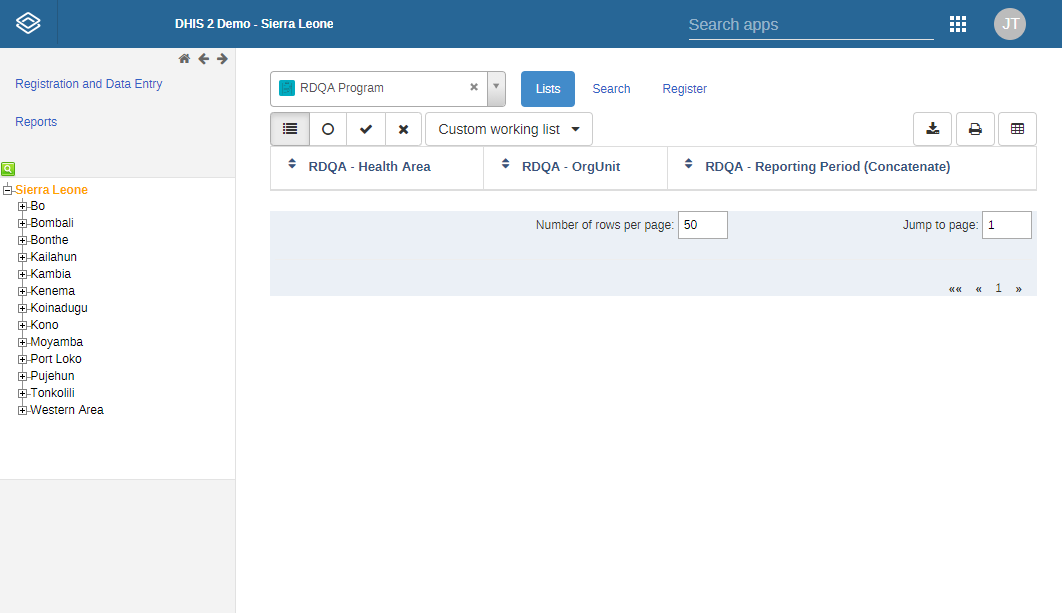 DHIS 2 Demo - Sierra Leone
Search apps
JT
Registration and Data Entry
Reports
Sierra Leone
Bo
Bombali
Bonthe
Kailahun
Kambia
Kenema
Koinadugu
Kono
Moyamba
Port Loko
Pujehun
Tonkolili
Western Area
RDQA Program
Lists
Search
Register
Custom working list
RDQA - Health Area
RDQA - OrgUnit
RDQA - Reporting Period (Concatenate)
Number of rows per page: 50
Jump to page: 1
«« « 1 »